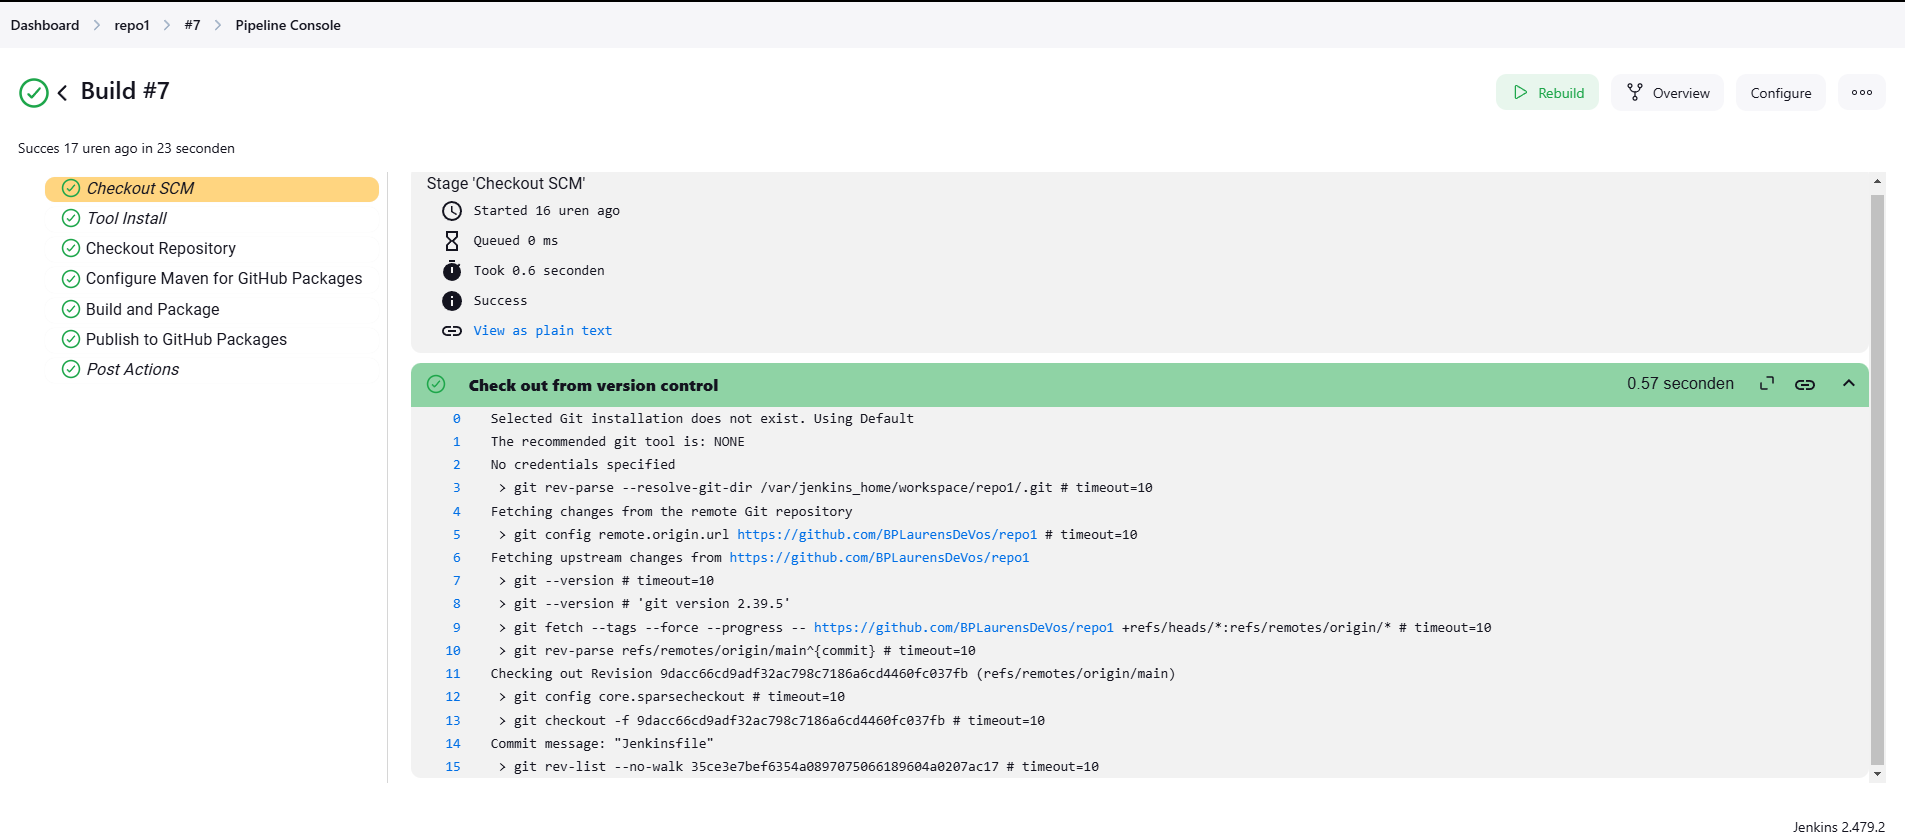 Dashboard > repo1 > #7 > Pipeline Console
Build #7
Rebuild
Overview
Configure
Succes 17 uren ago in 23 seconden
Checkout SCM
Tool Install
Checkout Repository
Configure Maven for GitHub Packages
Build and Package
Publish to GitHub Packages
Post Actions
Stage 'Checkout SCM'
Started 16 uren ago
Queued 0 ms
Took 0.6 seconden
Success
View as plain text
Check out from version control 0.57 seconden
0 Selected Git installation does not exist. Using Default
1 The recommended git tool is: NONE
2 No credentials specified
3 > git rev-parse --resolve-git-dir /var/jenkins_home/workspace/repo1/.git # timeout=10
4 Fetching changes from the remote Git repository
5 > git config remote.origin.url https://github.com/BPLaurensDeVos/repo1 # timeout=10
6 Fetching upstream changes from https://github.com/BPLaurensDeVos/repo1
7 > git --version # timeout=10
8 > git --version # 'git version 2.39.5'
9 > git fetch --tags --force --progress -- https://github.com/BPLaurensDeVos/repo1 +refs/heads/*:refs/remotes/origin/* # timeout=10
10 > git rev-parse refs/remotes/origin/main^{commit} # timeout=10
11 Checking out Revision 9dacc66cd9adf32ac798c7186a6cd4460fc037fb (refs/remotes/origin/main)
12 > git config core.sparsecheckout # timeout=10
13 > git checkout -f 9dacc66cd9adf32ac798c7186a6cd4460fc037fb # timeout=10
14 Commit message: "Jenkinsfile"
15 > git rev-list --no-walk 35ce3e7bef6354a0897075066189604a0207ac17 # timeout=10
Jenkins 2.479.2